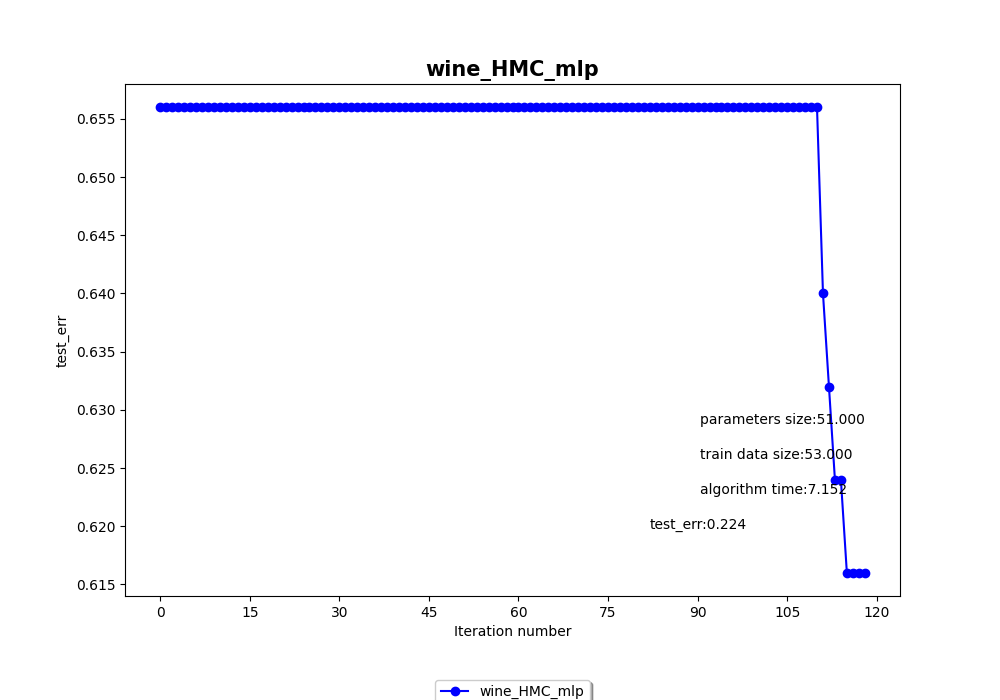 wine_HMC_mlp
0.655
0.650
0.645
0.640
0.635
0.630
0.625
0.620
0.615
test_err
parameters size:51.000
train data size:53.000
algorithm time:7.152
test_err:0.224
0 15 30 45 60 75 90 105 120
Iteration number
wine_HMC_mlp